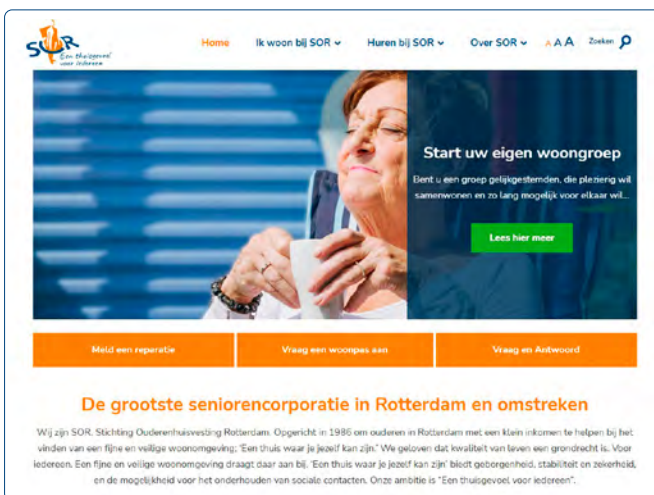 SOR
Een thuisgevoel
voor iedereen
Home Ik woon bij SOR Huren bij SOR Over SOR A A A Zoeken
Start uw eigen woongroep
Bent u een groep gelijkgestemden, die plezierig wil
samenwonen en zo lang mogelijk voor elkaar wil...
Lees hier meer
Meld een reparatie Vraag een woonpas aan Vraag en Antwoord
De grootste seniorencorporatie in Rotterdam en omstreken
Wij zijn SOR. Stichting Ouderenhuisvesting Rotterdam. Opgericht in 1986 om ouderen in Rotterdam met een klein inkomen te helpen bij het
vinden van een fijne en veilige woonomgeving; 'Een thuis waar je jezelf kan zijn." We geloven dat kwaliteit van leven een grondrecht is. Voor
iedereen. Een fijne en veilige woonomgeving draagt daar aan bij. 'Een thuis waar je jezelf kan zijn' biedt geborgenheid, stabiliteit en zekerheid,
en de mogelijkheid voor het onderhouden van sociale contacten. Onze ambitie is "Een thuisgevoel voor iedereen".